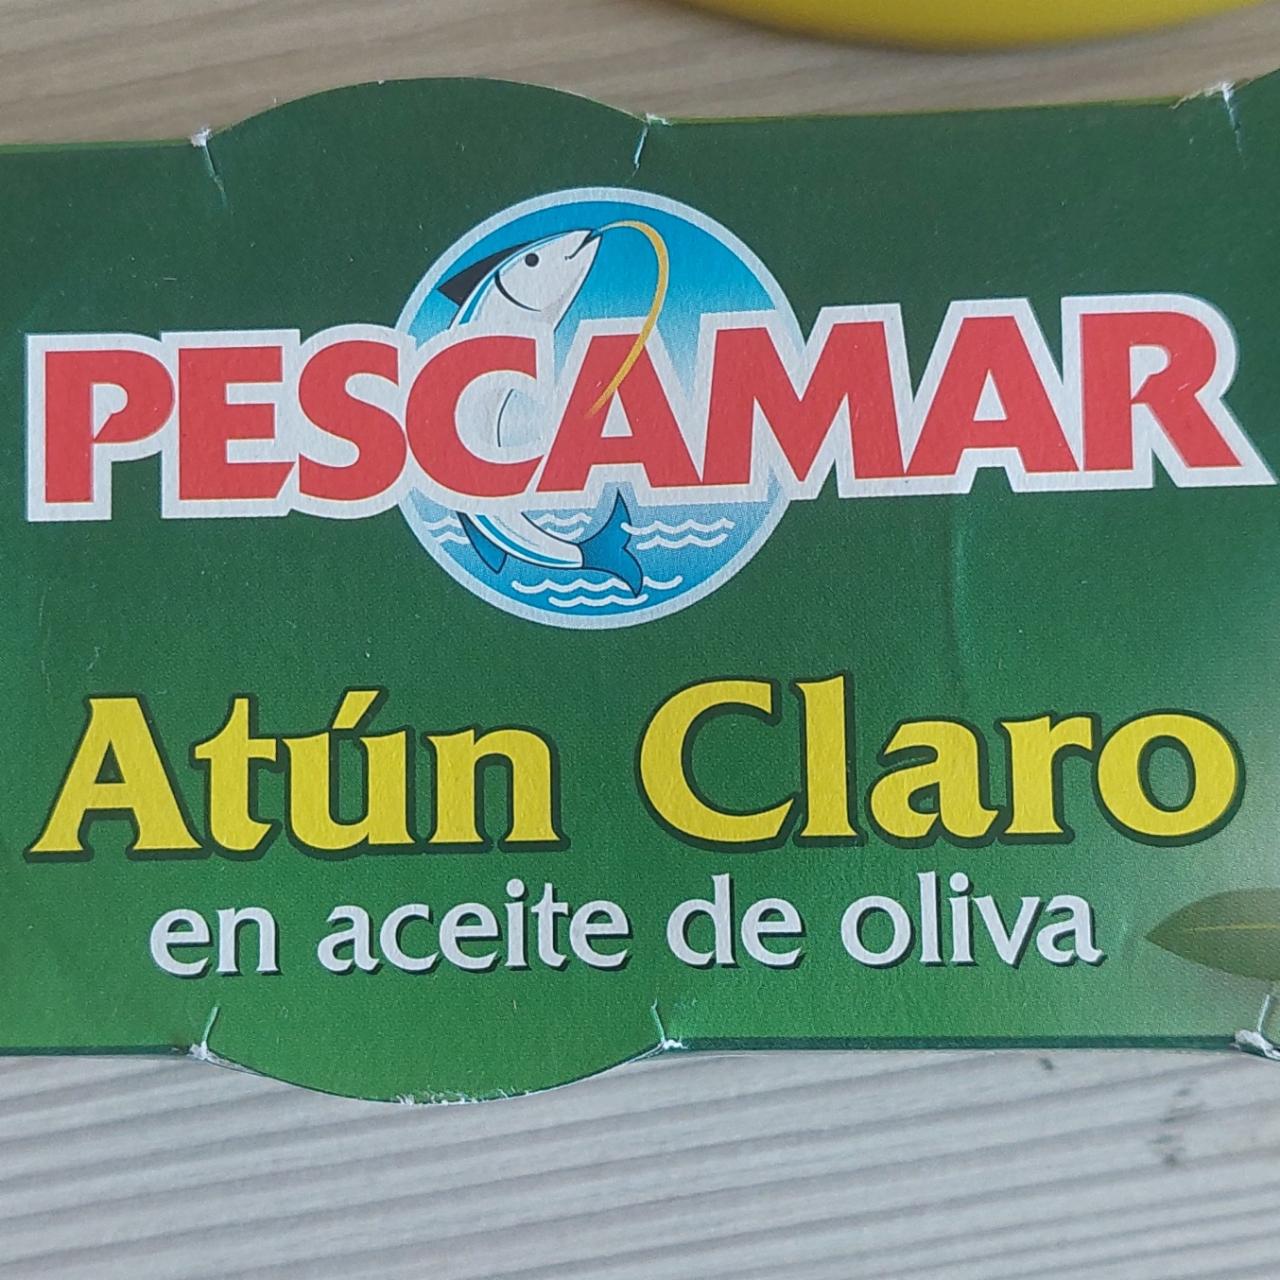 PESCAMAR
Atún Claro
en aceite de oliva